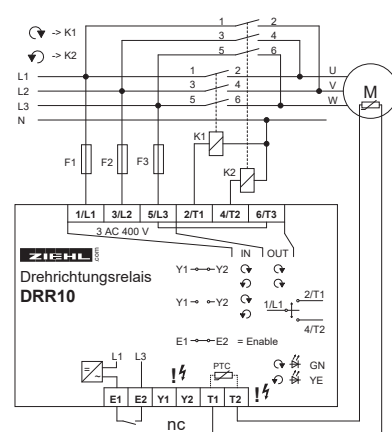 -> K1
-> K2
1 2
3 4
5 6
L1 1 2 U
L2 3 4 V
L3 5 6 W
N
M
K1
K2
F1 F2 F3
1/L1 3/L2 5/L3 2/T1 4/T2 6/T3
3 AC 400 V
ZIEHL.com
IN OUT
Drehrichtungsrelais
DRR10
Y1 Y2
Y1 Y2
2/T1
1/L1
4/T2
E1 E2 = Enable
L1 L3
PTC
GN
YE
E1 E2 Y1 Y2 T1 T2
nc